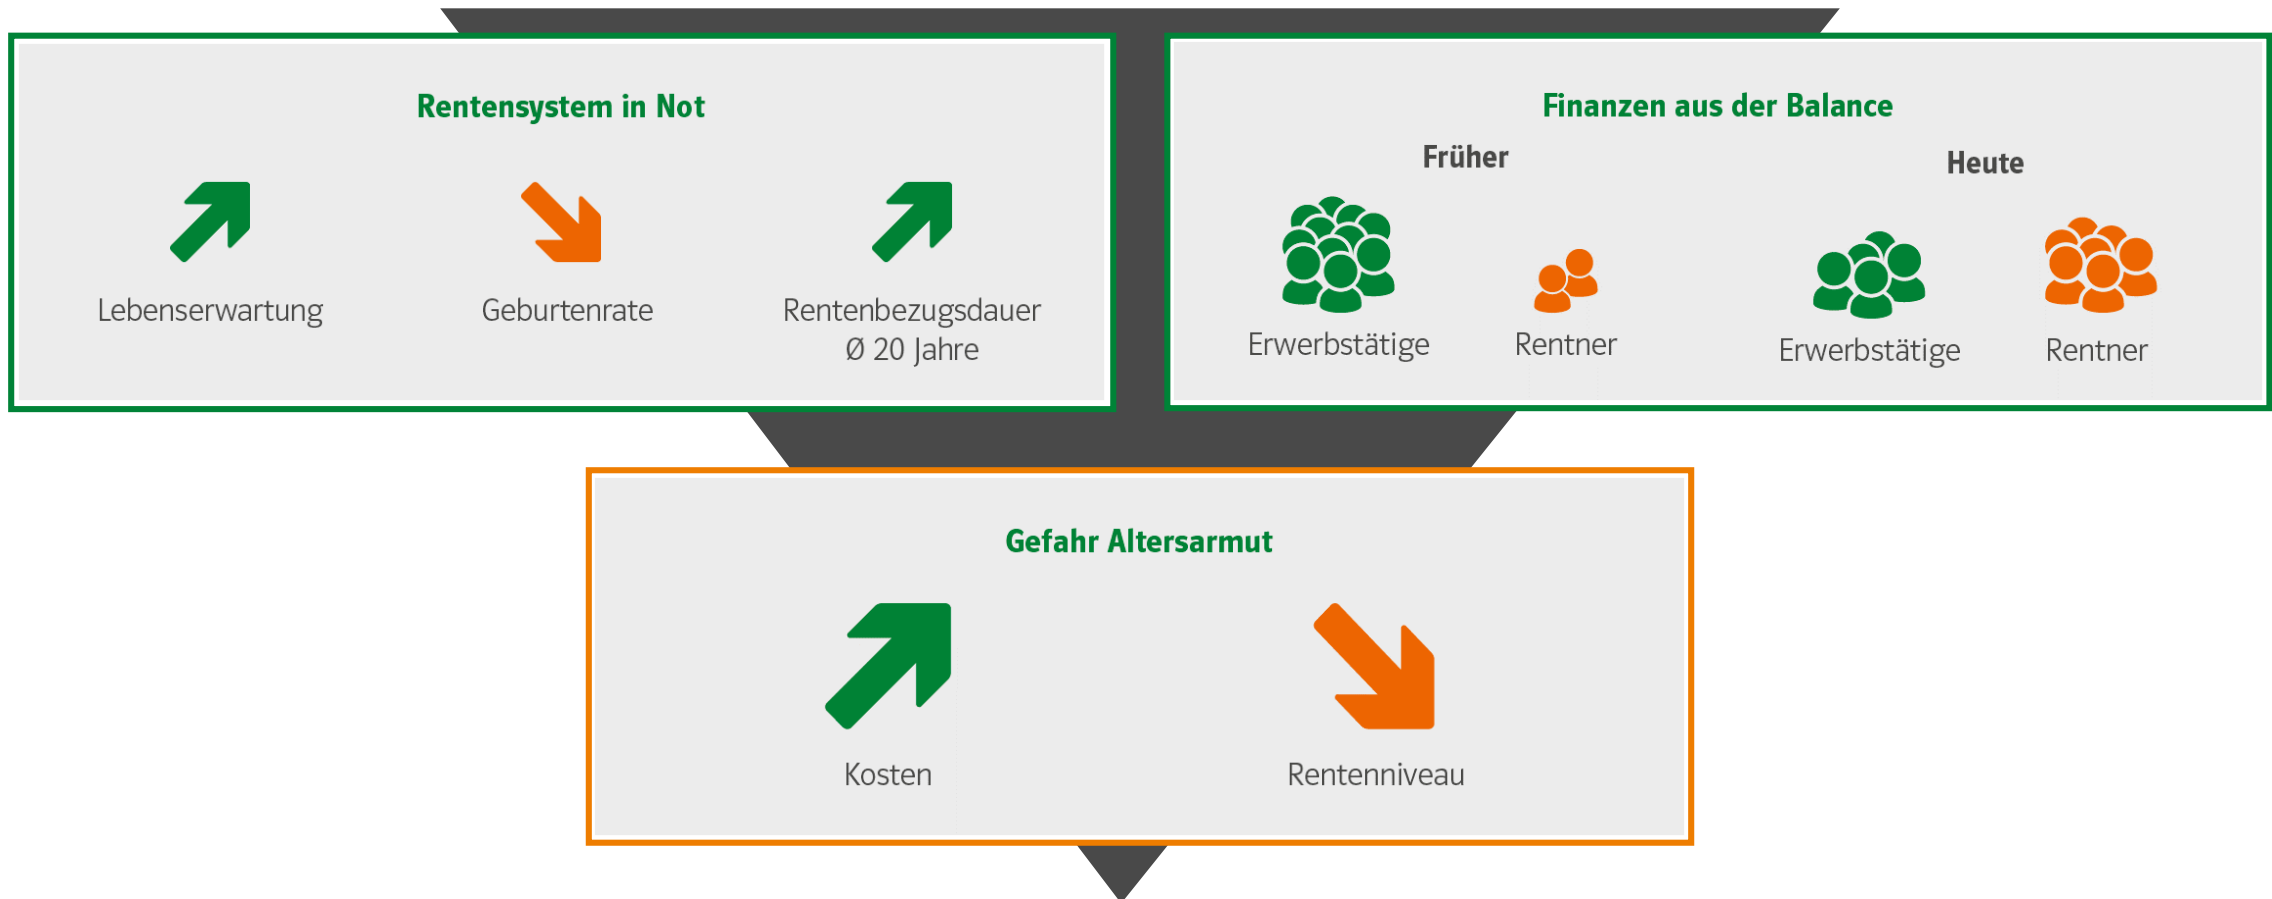 Rentensystem in Not
Lebenserwartung
Geburtenrate
Rentenbezugsdauer
Ø 20 Jahre
Finanzen aus der Balance
Früher
Heute
Erwerbstätige
Rentner
Erwerbstätige
Rentner
Gefahr Altersarmut
Kosten
Rentenniveau